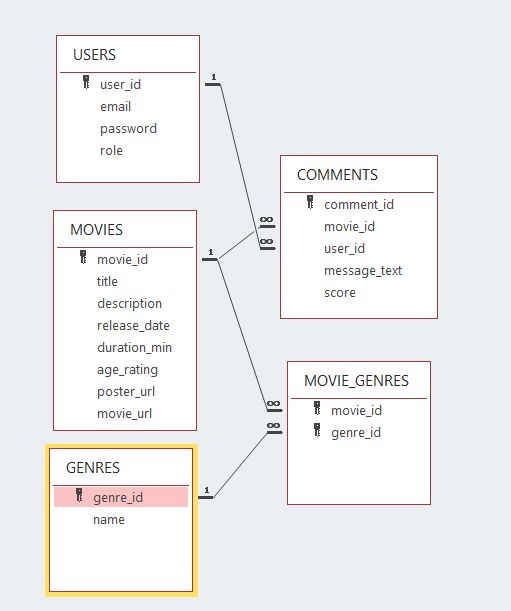 USERS
user_id
email
password
role
1
COMMENTS
comment_id
movie_id
user_id
message_text
score
∞
∞
MOVIES
movie_id
title
description
release_date
duration_min
age_rating
poster_url
movie_url
1
MOVIE_GENRES
movie_id
genre_id
∞
∞
GENRES
genre_id
name
1